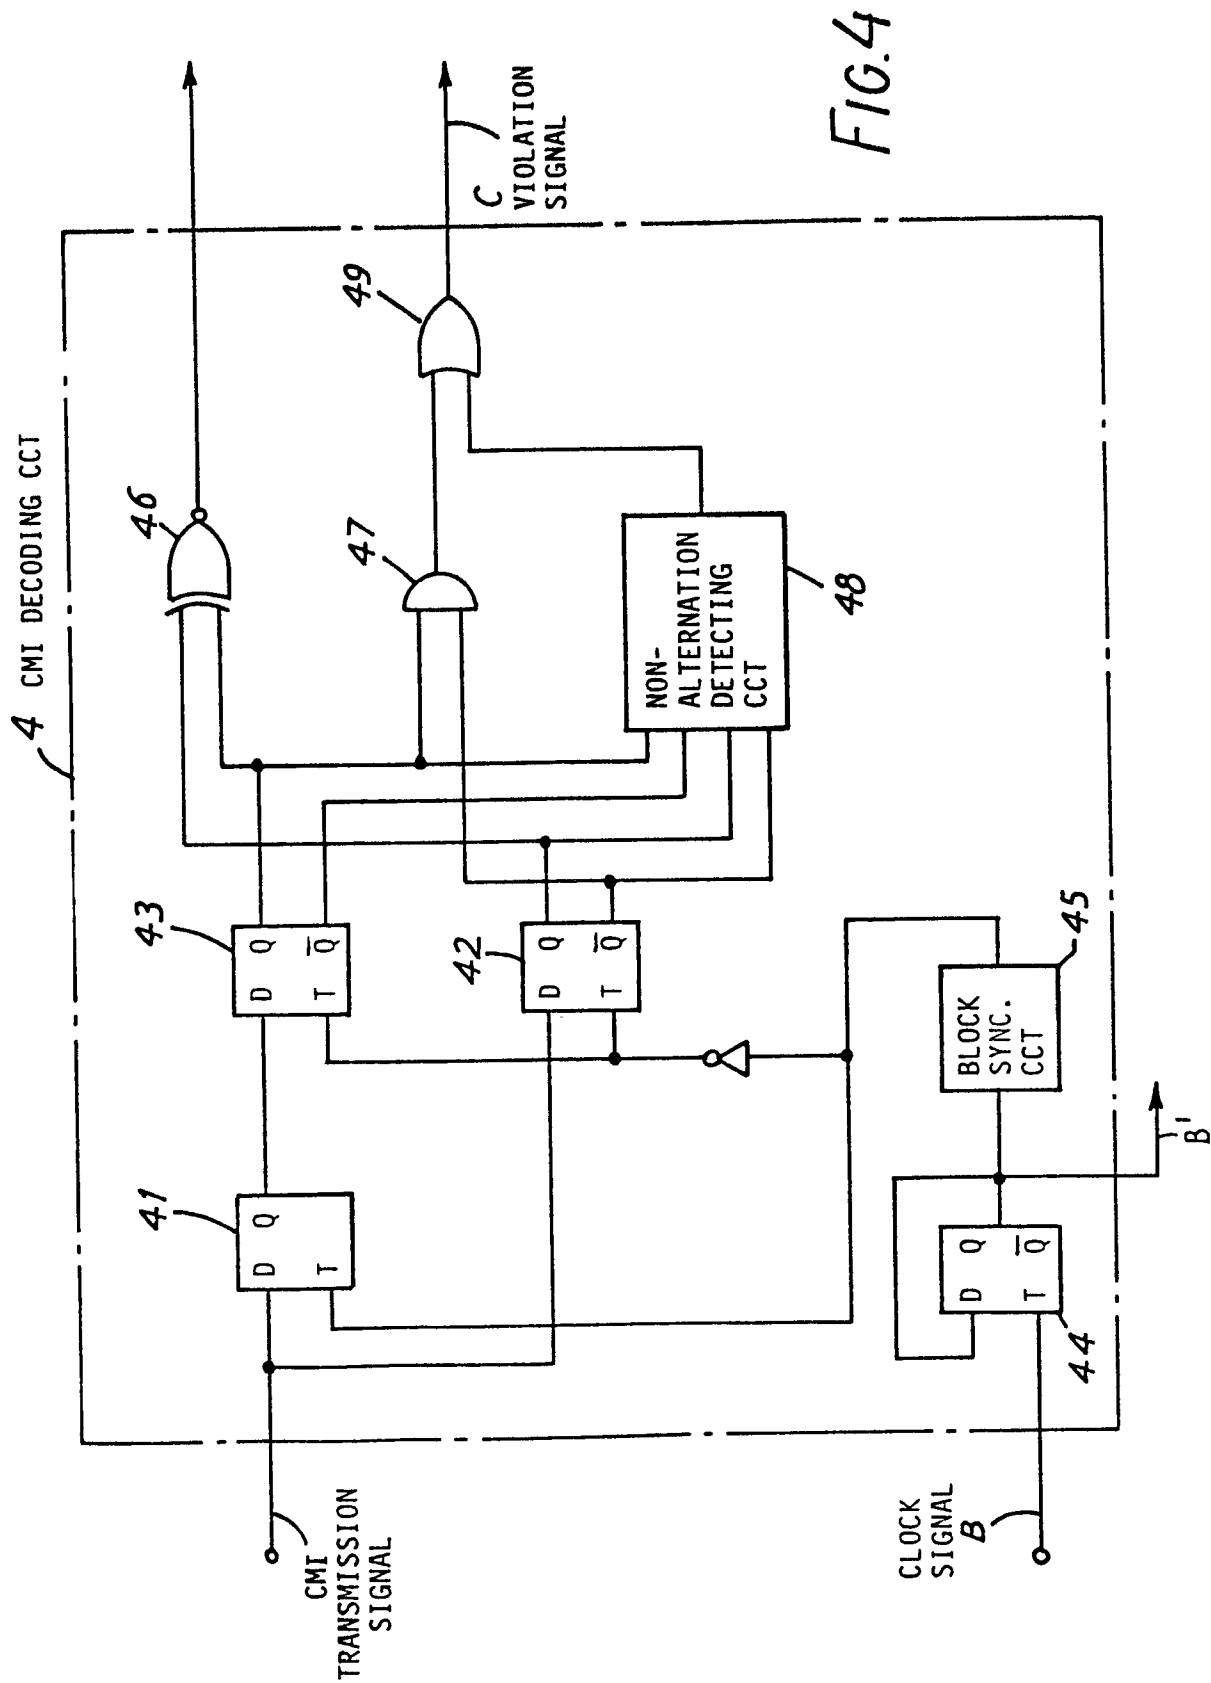 4 CMI DECODING CCT
CMI
TRANSMISSION
SIGNAL
41
D Q
T
43
D Q
T Q̅
46
42
D Q
T Q̅
47
49
C
VIOLATION
SIGNAL
NON-
ALTERNATION
DETECTING
CCT
48
CLOCK
SIGNAL
B
44
D Q
T Q̅
BLOCK
SYNC.
CCT
45
B'
FIG.4